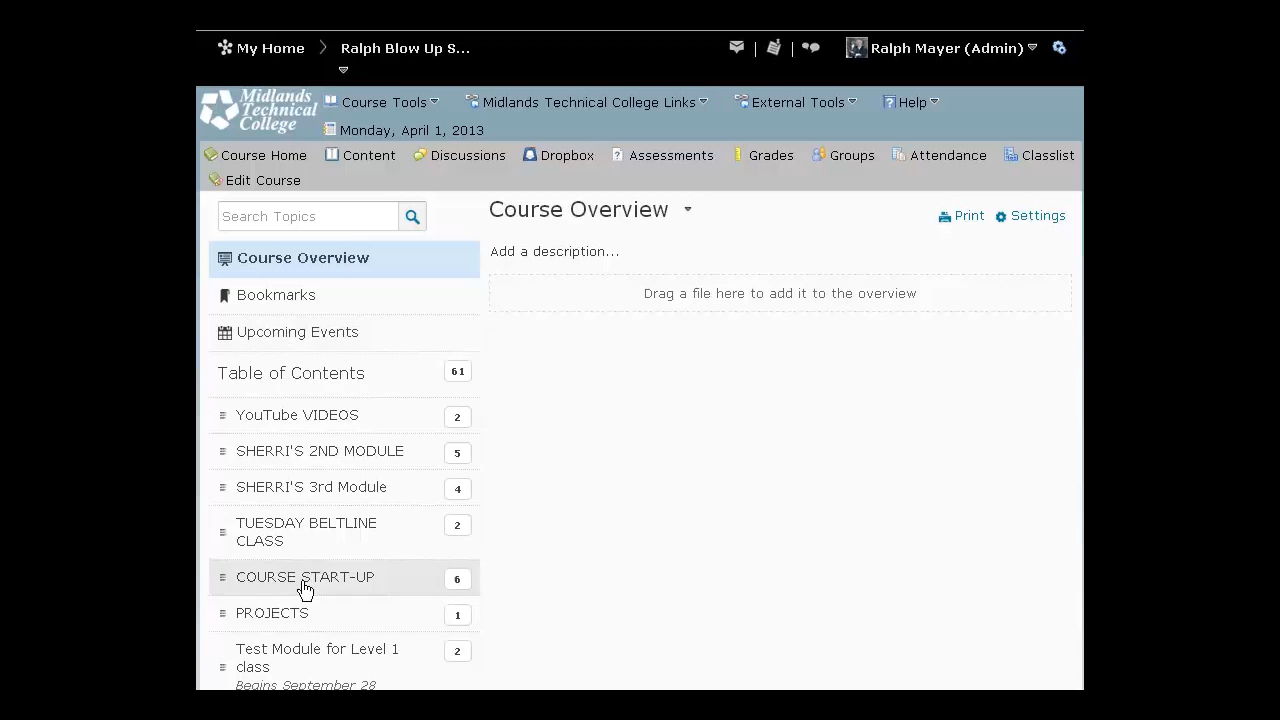 My Home
Ralph Blow Up S...
Ralph Mayer (Admin)
Midlands
Technical
College
Course Tools
Midlands Technical College Links
External Tools
Help
Monday, April 1, 2013
Course Home
Content
Discussions
Dropbox
Assessments
Grades
Groups
Attendance
Classlist
Edit Course
Search Topics
Course Overview
Print
Settings
Course Overview
Add a description...
Drag a file here to add it to the overview
Bookmarks
Upcoming Events
Table of Contents 61
YouTube VIDEOS 2
SHERRI'S 2ND MODULE 5
SHERRI'S 3rd Module 4
TUESDAY BELTLINE 2
CLASS
COURSE START-UP 6
PROJECTS 1
Test Module for Level 1 2
class
Begins September 28